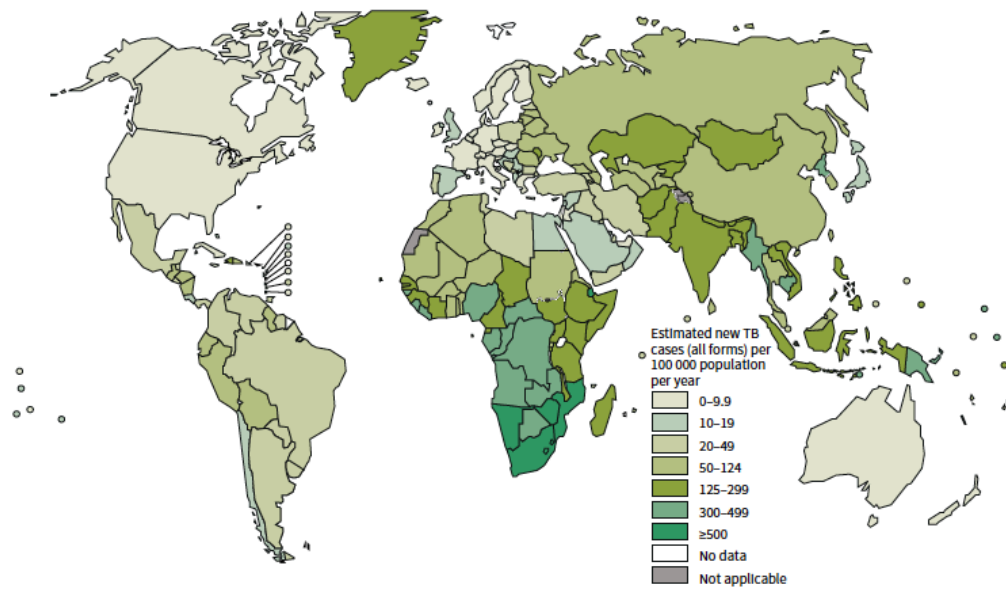 Estimated new TB
cases (all forms) per
100 000 population
per year
0–9.9
10–19
20–49
50–124
125–299
300–499
≥500
No data
Not applicable